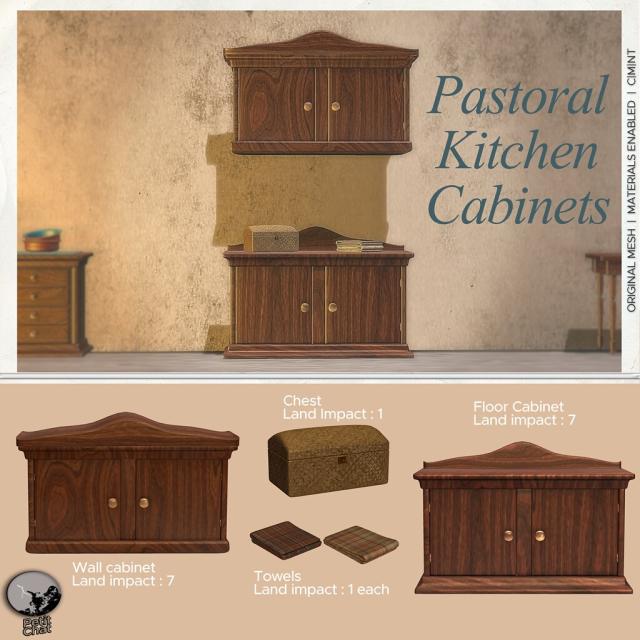 Pastoral
Kitchen
Cabinets
ORIGINAL MESH | MATERIALS ENABLED | C|M|NT
Chest
Land Impact : 1
Floor Cabinet
Land impact : 7
Wall cabinet
Land impact : 7
Towels
Land impact : 1 each
Petit
Chat